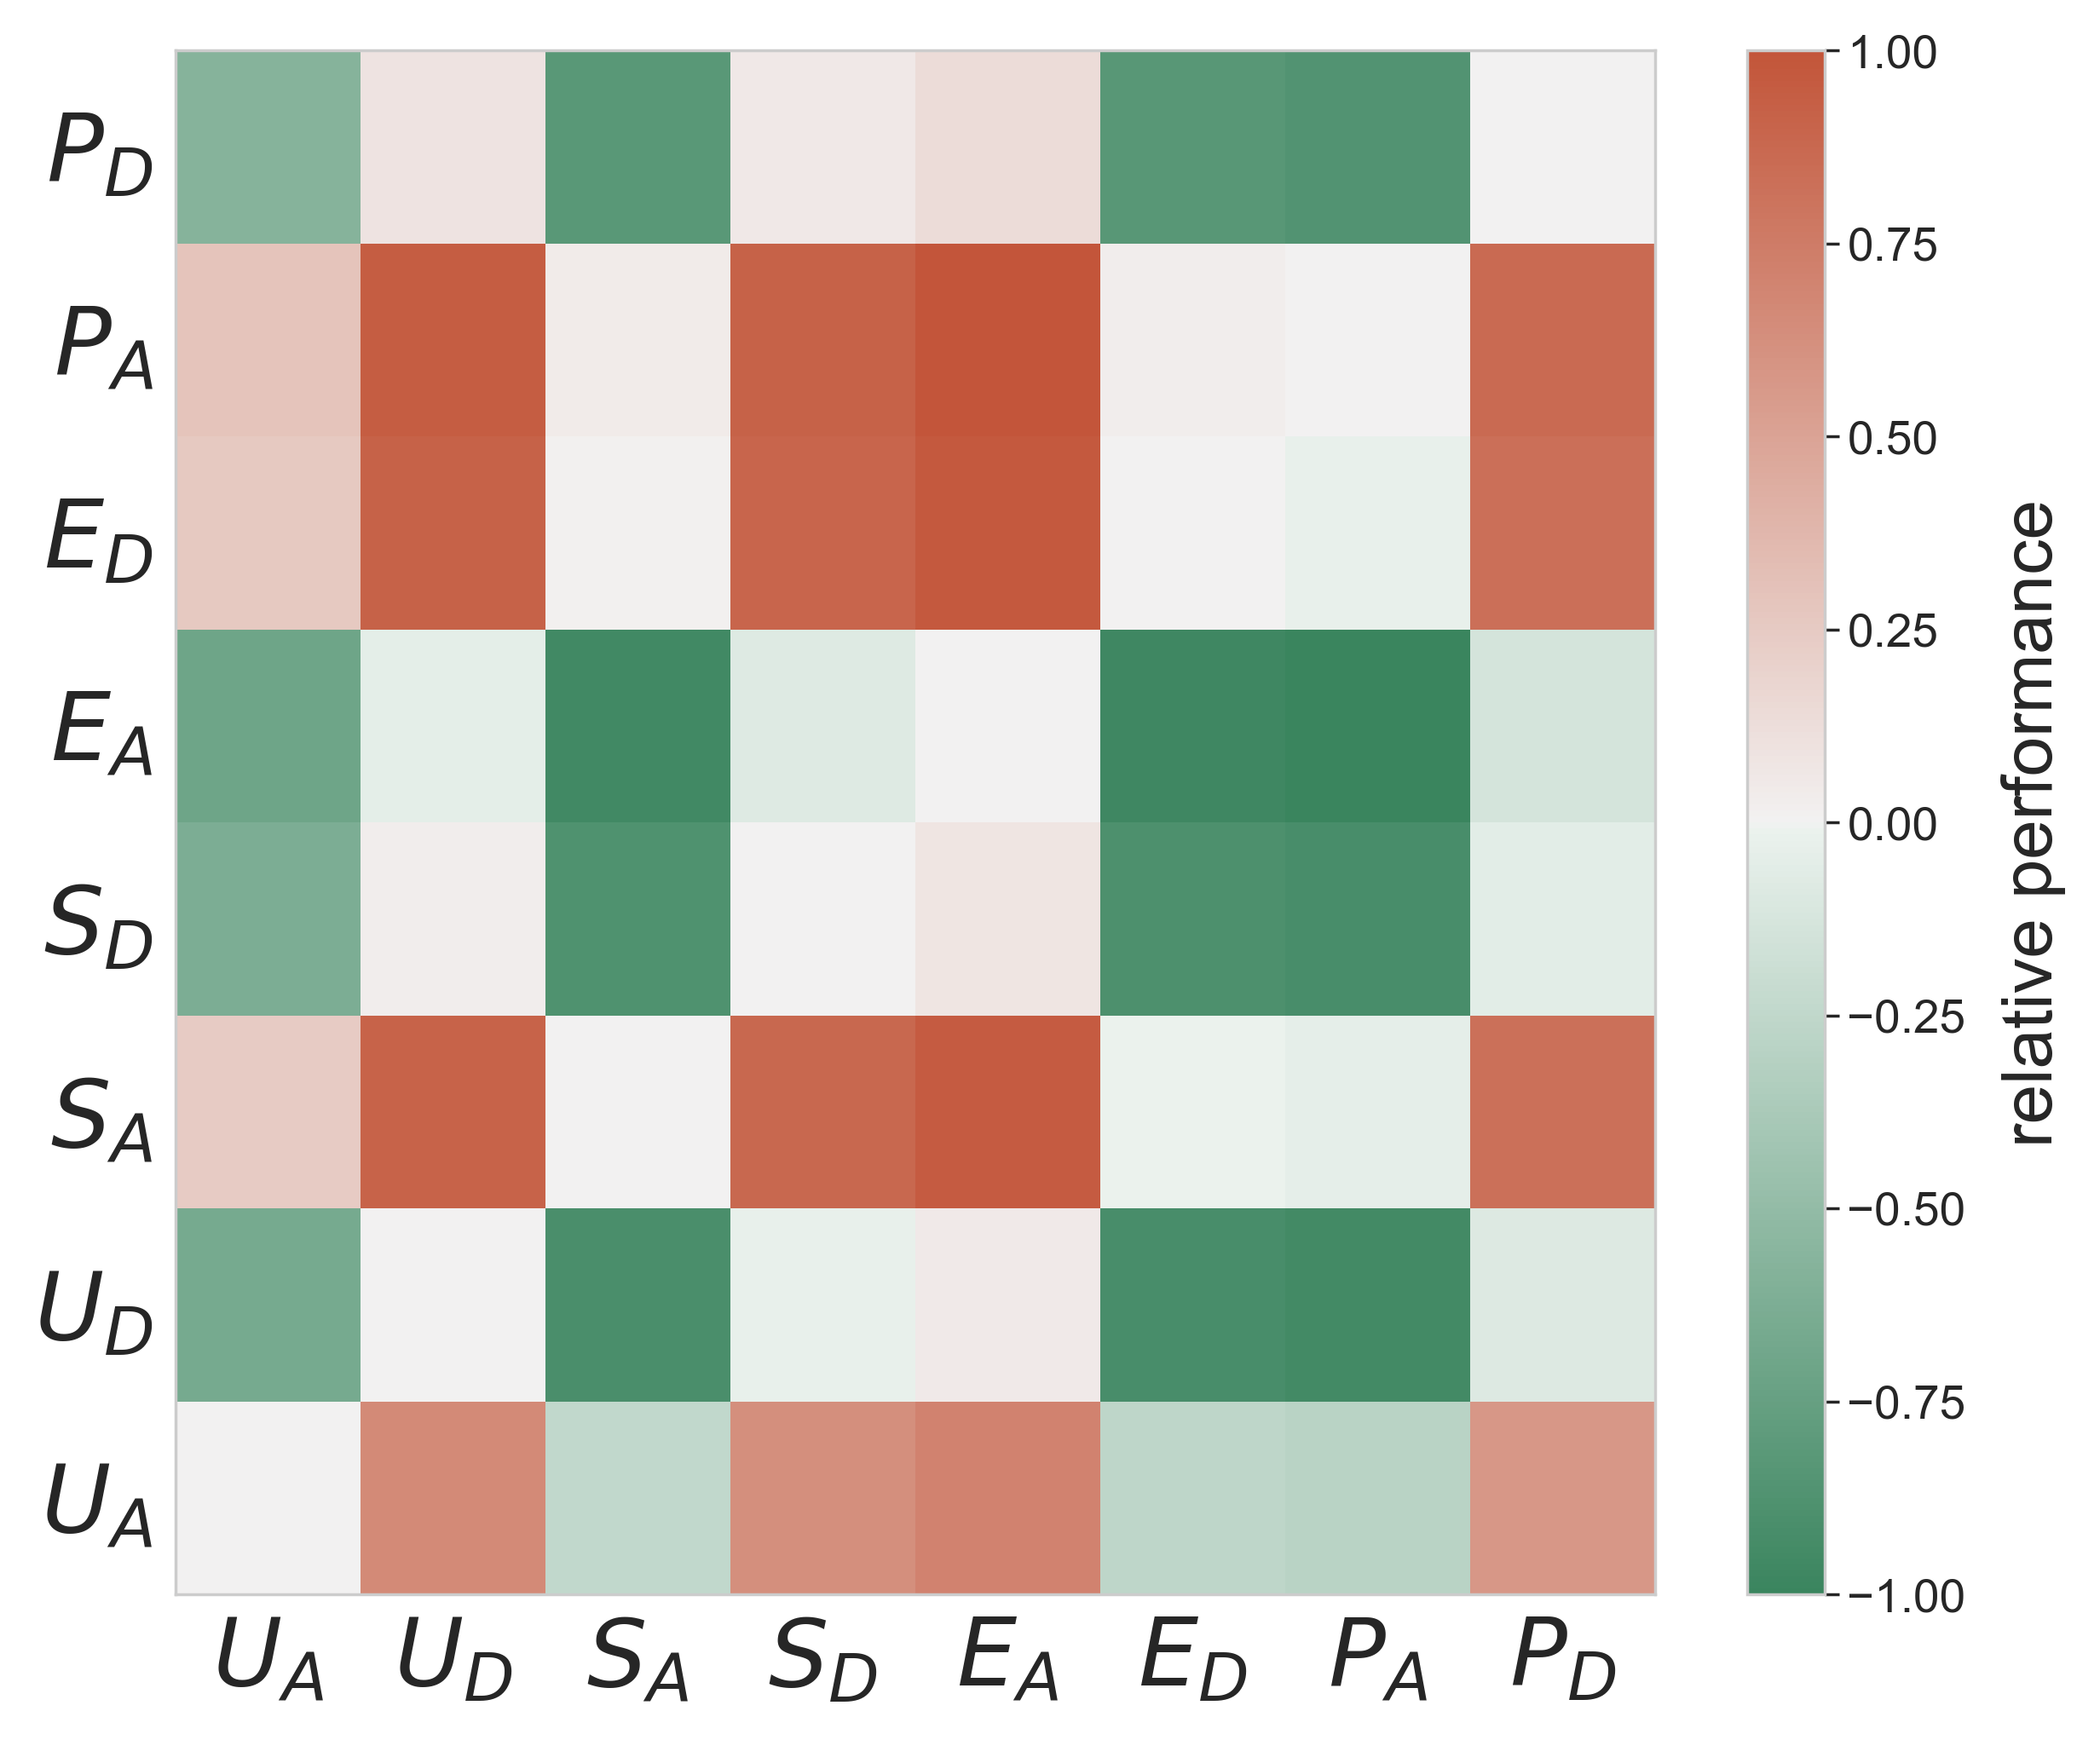 P_D
P_A
E_D
E_A
S_D
S_A
U_D
U_A
U_A U_D S_A S_D E_A E_D P_A P_D
1.00
0.75
0.50
0.25
0.00
−0.25
−0.50
−0.75
−1.00
relative performance